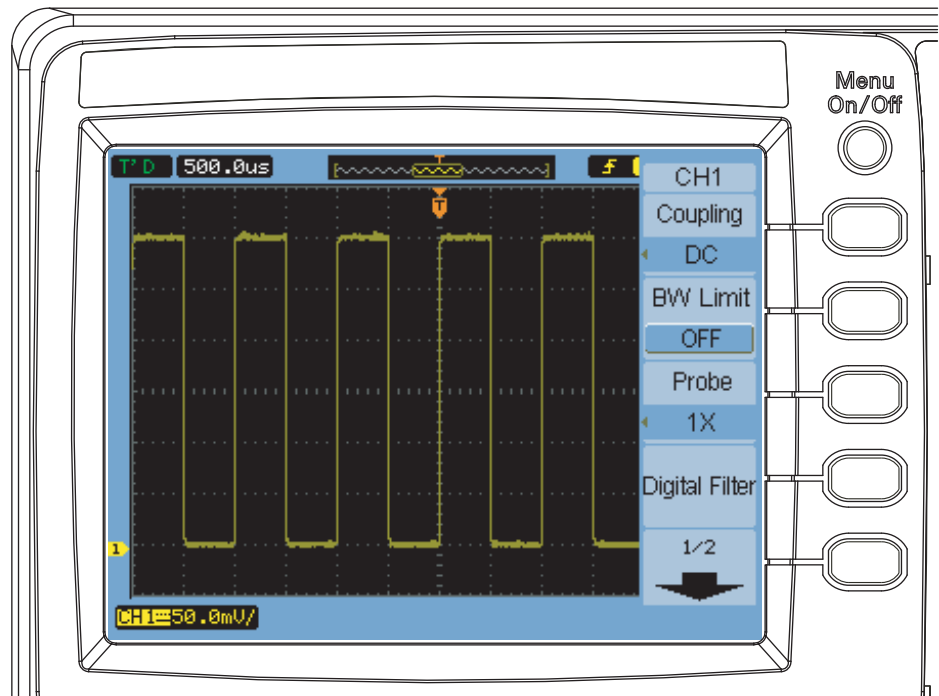 Menu
On/Off
T'D 500.0us
T
CH1
Coupling
T
DC
BW Limit
OFF
Probe
1X
Digital Filter
1/2
1
CH1 50.0mV/